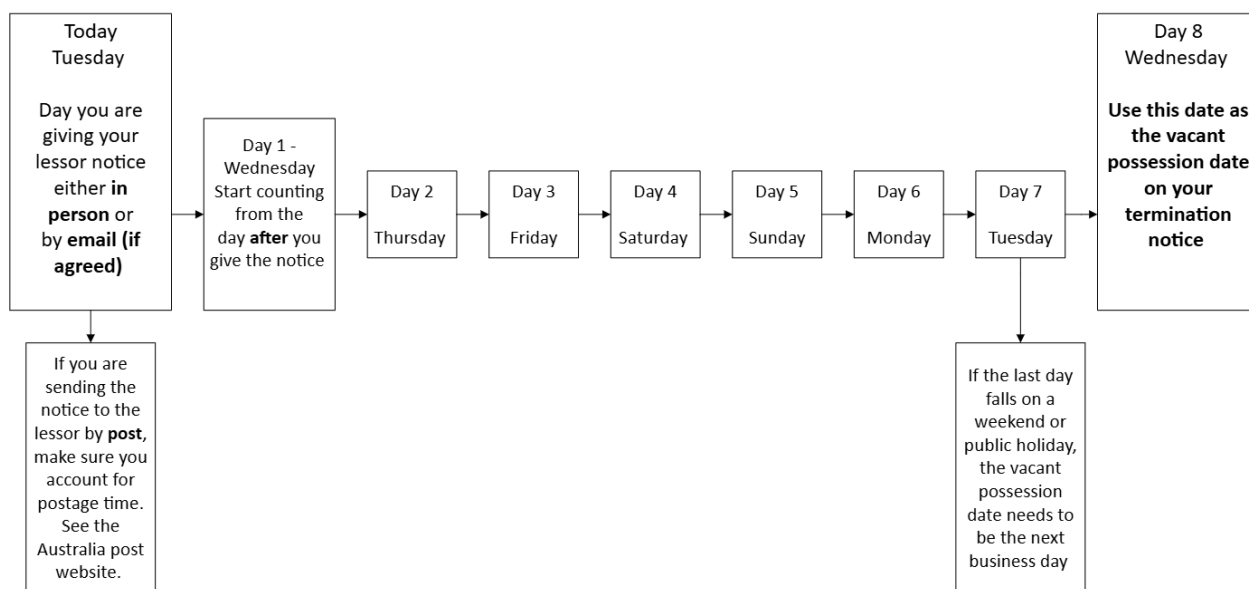 Today
Tuesday
Day you are
giving your
lessor notice
either in
person or
by email (if
agreed)
If you are
sending the
notice to the
lessor by post,
make sure you
account for
postage time.
See the
Australia post
website.
Day 1 -
Wednesday
Start counting
from the
day after you
give the notice
Day 2
Thursday
Day 3
Friday
Day 4
Saturday
Day 5
Sunday
Day 6
Monday
Day 7
Tuesday
If the last day
falls on a
weekend or
public holiday,
the vacant
possession
date needs to
be the next
business day
Day 8
Wednesday
Use this date as
the vacant
possession date
on your
termination
notice